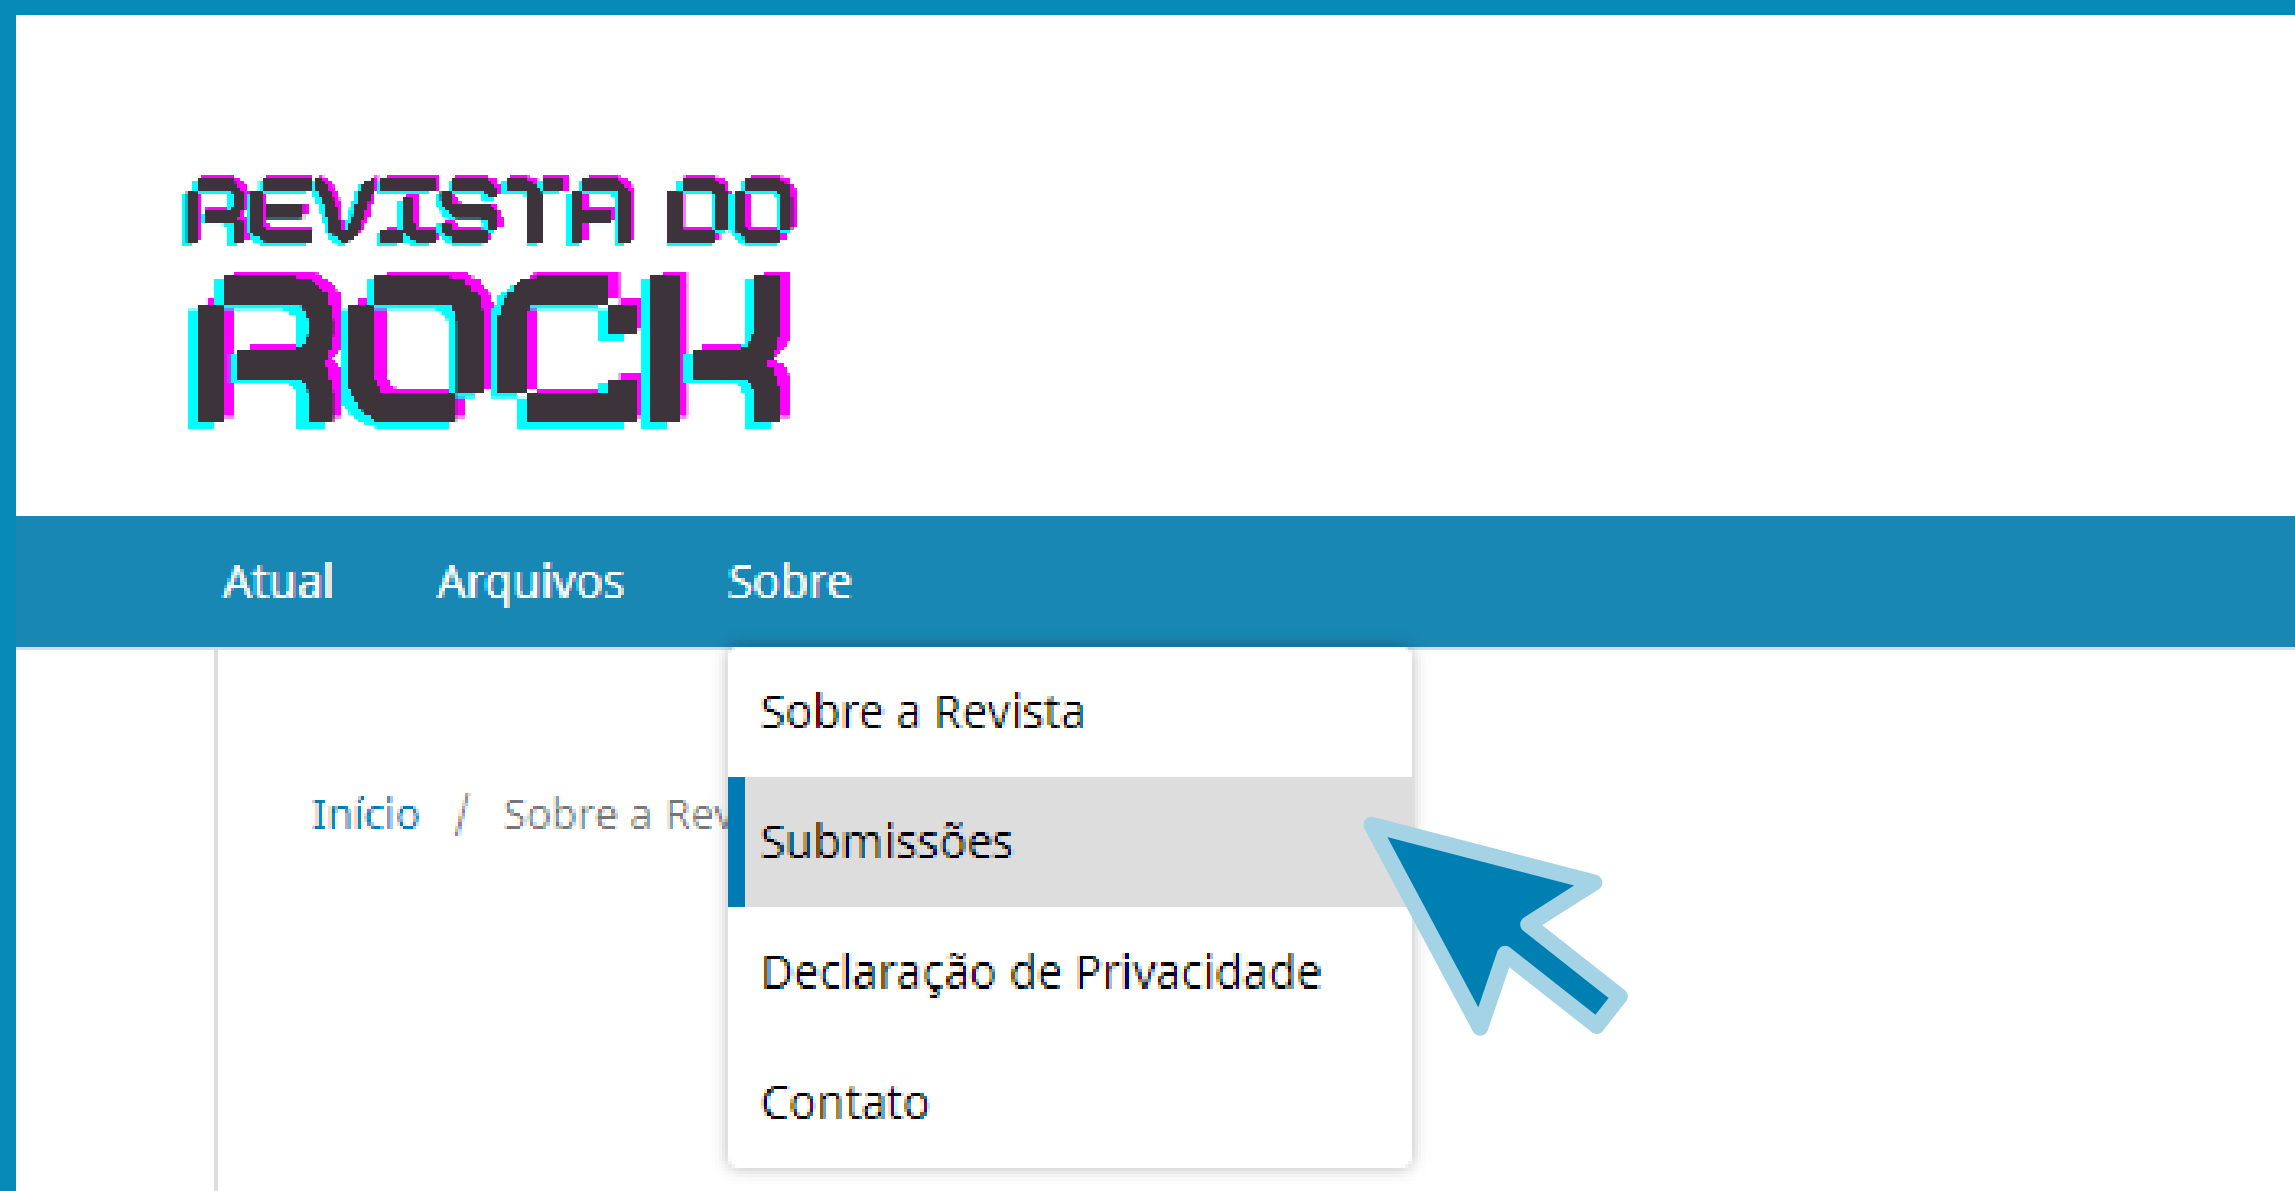 REVISTA DO
ROCK
Atual Arquivos Sobre
Sobre a Revista
Início / Sobre a Rev
Submissões
Declaração de Privacidade
Contato